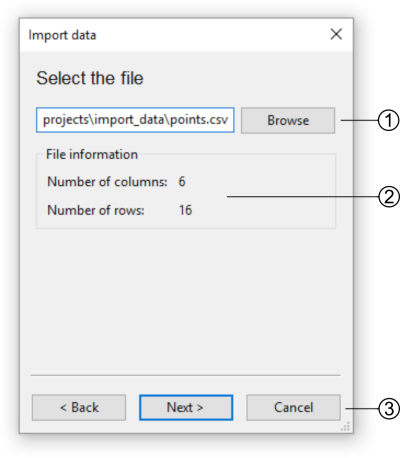 Import data
Select the file
projects\import_data\points.csv Browse ①
File information
Number of columns: 6 ②
Number of rows: 16
< Back Next > Cancel ③